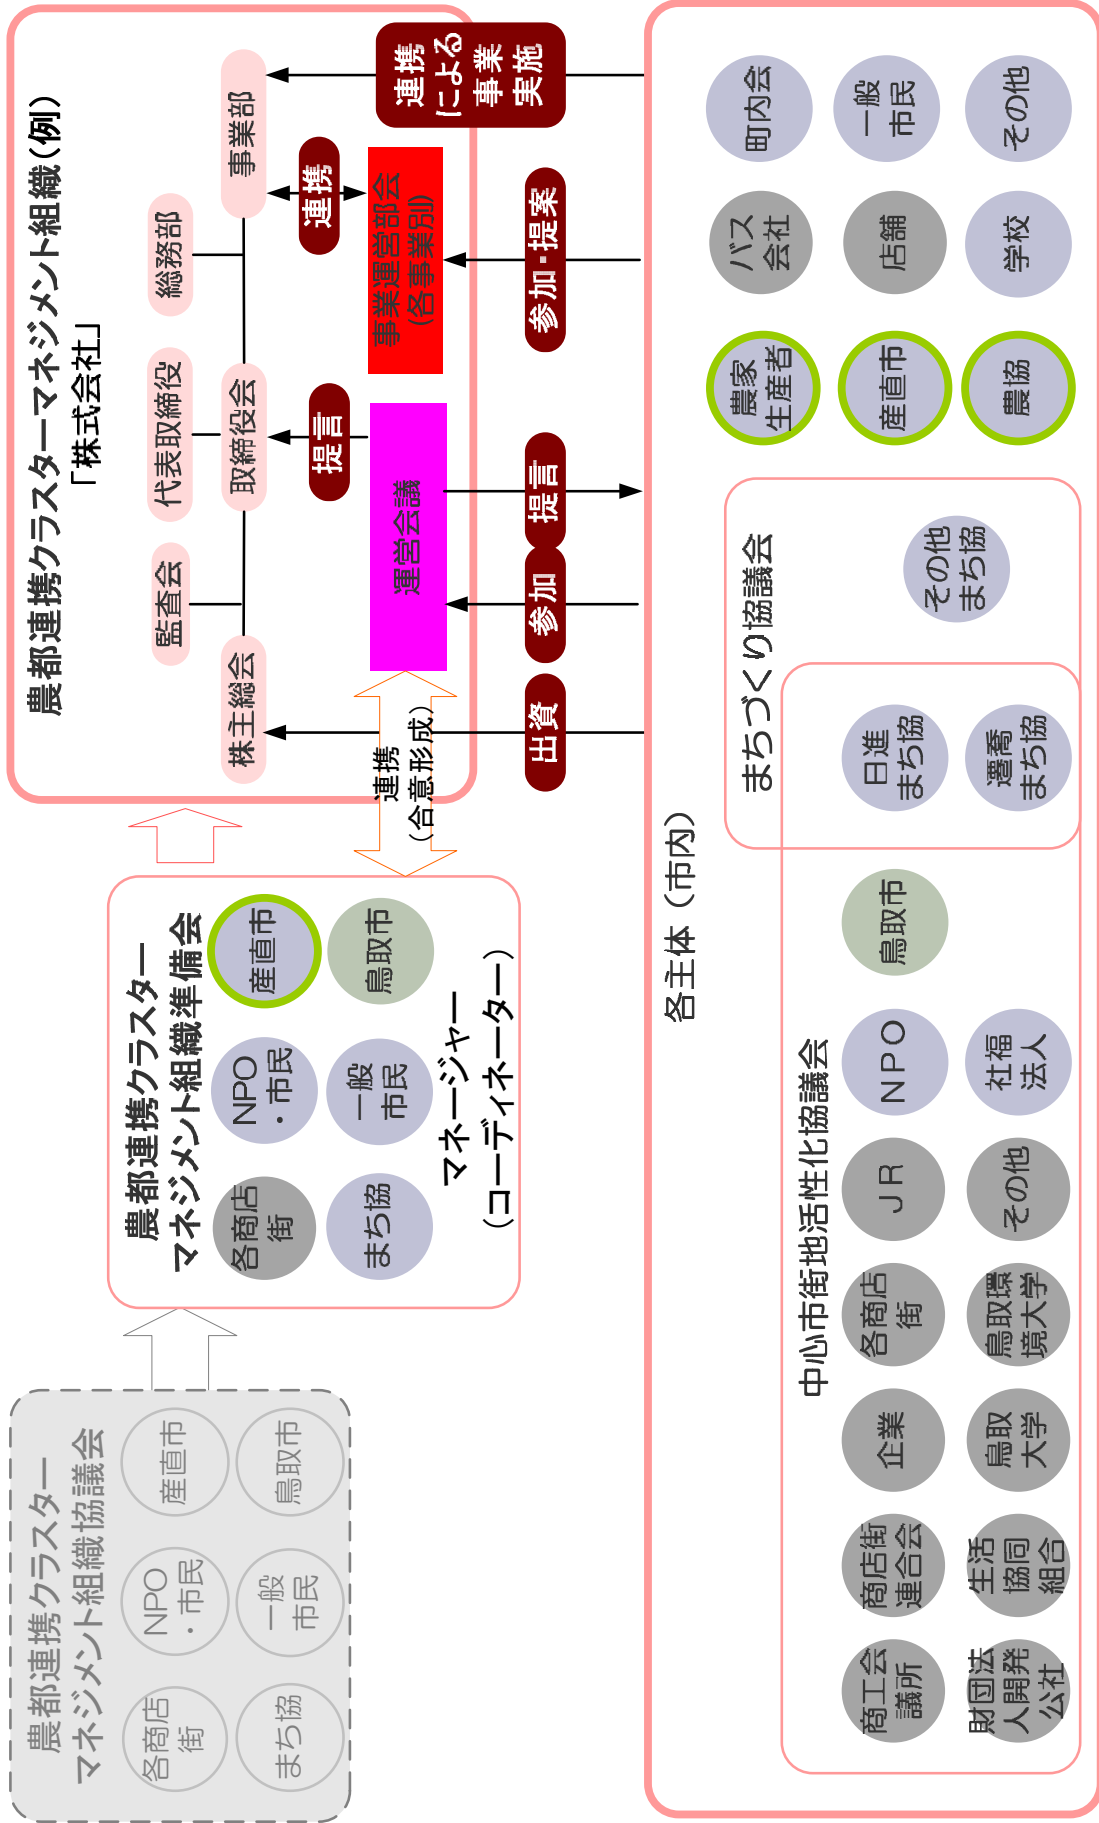 農都連携クラスター
マネジメント組織協議会
産直市
NPO
・市民
各商店
街
鳥取市
一般
市民
まち協
農都連携クラスター
マネジメント組織準備会
産直市
NPO
・市民
各商店
街
鳥取市
一般
市民
まち協
マネージャー
(コーディネーター)
農都連携クラスターマネジメント組織(例)
「株式会社」
監査会
代表取締役
総務部
株主総会
取締役会
事業部
提言
連携
運営会議
事業運営部会
(各事業別)
連携
(合意形成)
出資
参加
提言
参加・提案
連携
による
事業
実施
各主体(市内)
中心市街地活性化協議会
商工会
議所
商店街
連合会
企業
各商店
街
JR
NPO
鳥取市
財団法
人開発
公社
生活
協同
組合
鳥取
大学
鳥取環
境大学
その他
社福
法人
まちづくり協議会
日進
まち協
遷喬
まち協
その他
まち協
農家
生産者
産直市
農協
バス
会社
店舗
学校
町内会
一般
市民
その他